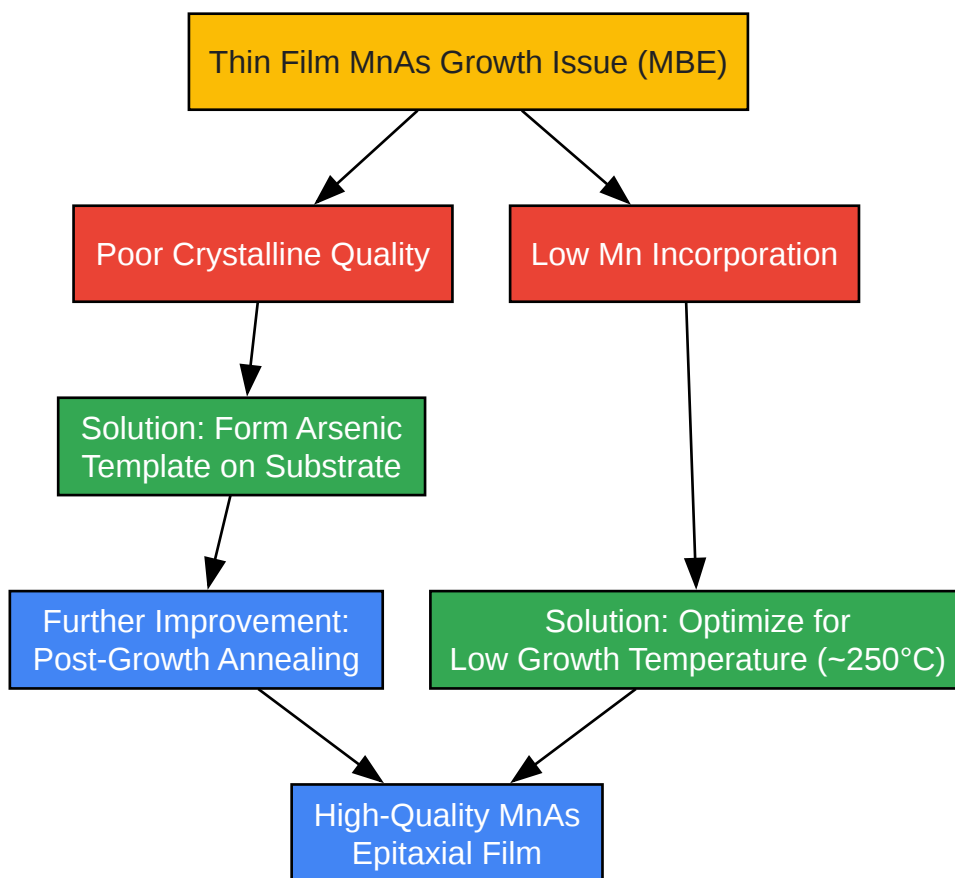 Thin Film MnAs Growth Issue (MBE)
Poor Crystalline Quality
Low Mn Incorporation
Solution: Form Arsenic
Template on Substrate
Further Improvement:
Post-Growth Annealing
Solution: Optimize for
Low Growth Temperature (~250°C)
High-Quality MnAs
Epitaxial Film